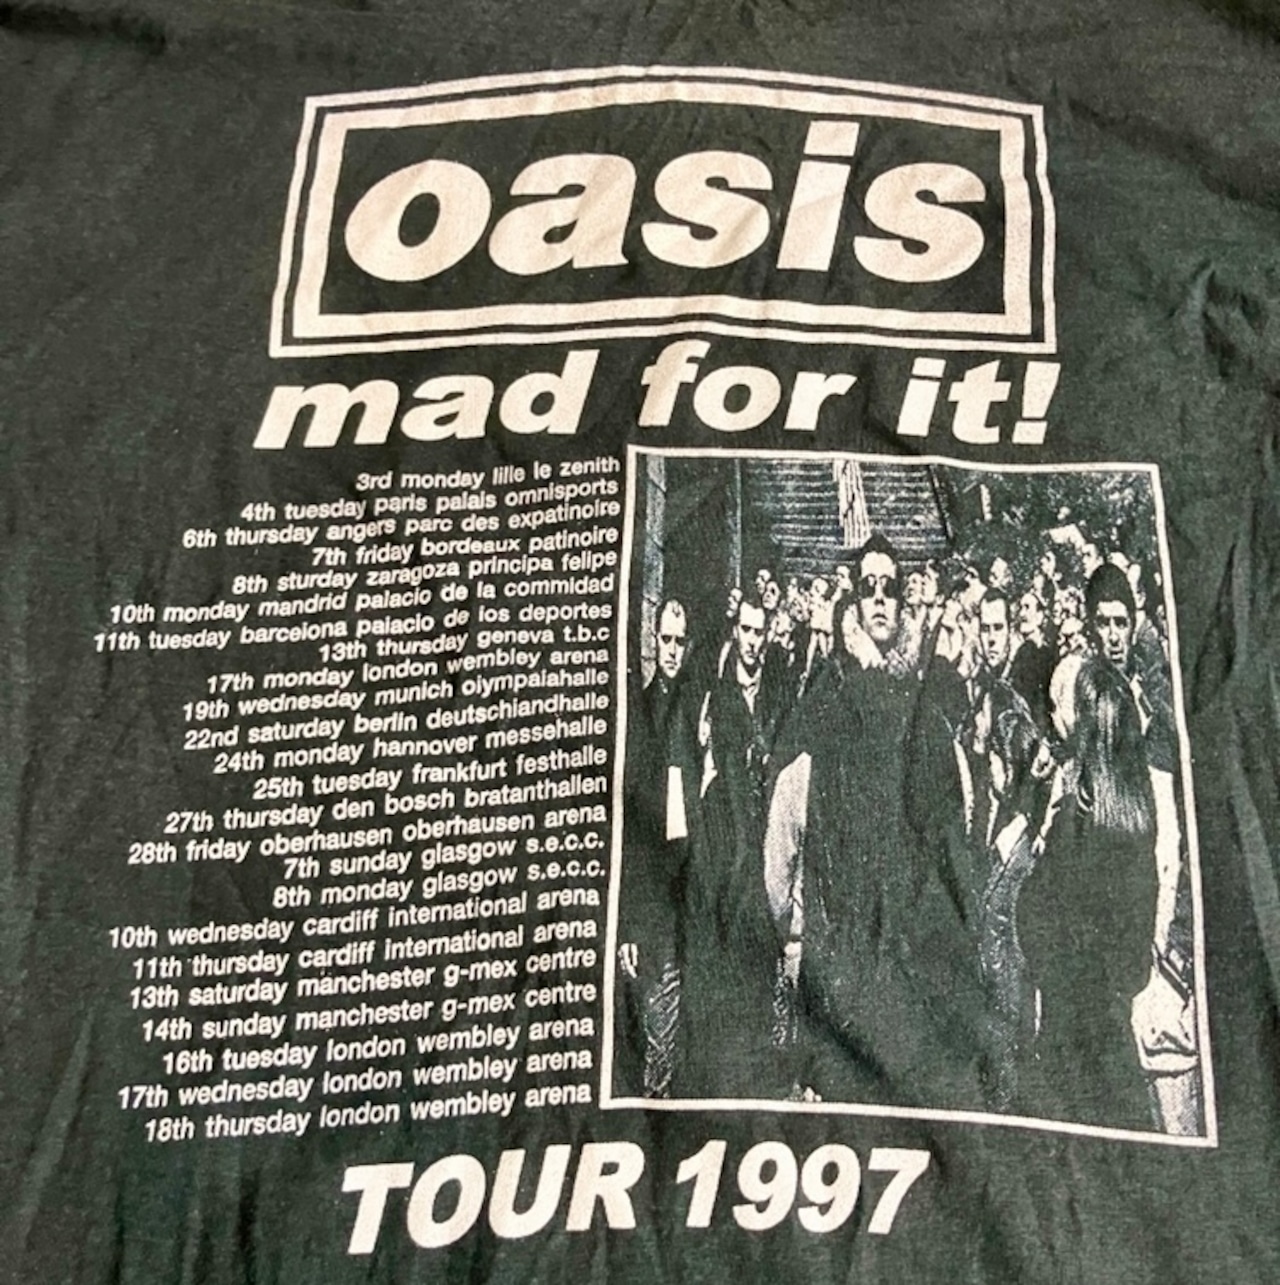 oasis
mad for it!
3rd monday lille le zenith
4th tuesday paris palais omnisports
6th thursday angers parc des expatinoire
7th friday bordeaux patinoire
8th sturday zaragoza principa felipe
10th monday mandrid palacio de la commidad
11th tuesday barcelona palacio de los deportes
13th thursday geneva t.b.c
17th monday london wembley arena
19th wednesday munich olympaiahalle
22nd saturday berlin deutschlandhalle
24th monday hannover messehalle
25th tuesday frankfurt festhalle
27th thursday den bosch bratanthallen
28th friday oberhausen oberhausen arena
7th sunday glasgow s.e.c.c.
8th monday glasgow s.e.c.c.
10th wednesday cardiff international arena
11th thursday cardiff international arena
13th saturday manchester g-mex centre
14th sunday manchester g-mex centre
16th tuesday london wembley arena
17th wednesday london wembley arena
18th thursday london wembley arena
TOUR 1997